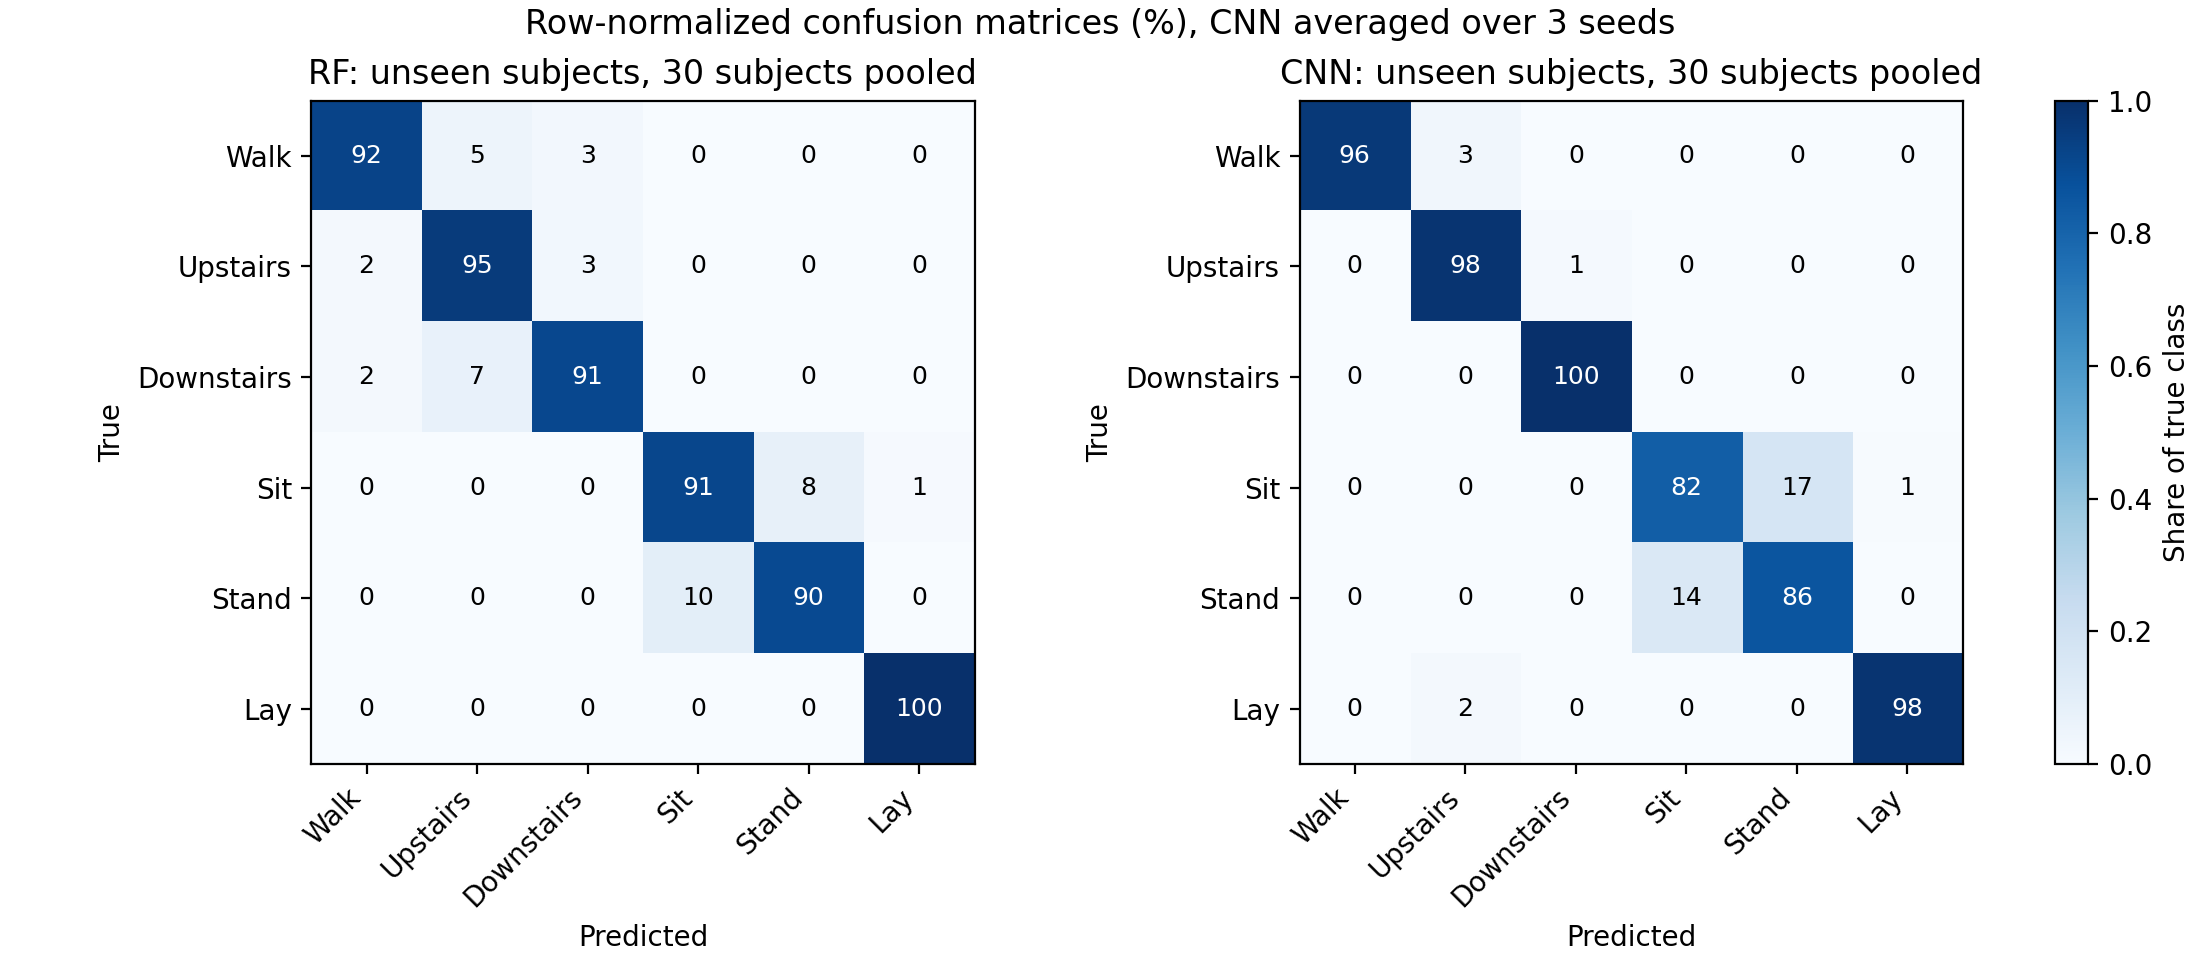 Row-normalized confusion matrices (%), CNN averaged over 3 seeds
RF: unseen subjects, 30 subjects pooled
True
Walk 92 5 3 0 0 0
Upstairs 2 95 3 0 0 0
Downstairs 2 7 91 0 0 0
Sit 0 0 0 91 8 1
Stand 0 0 0 10 90 0
Lay 0 0 0 0 0 100
Walk Upstairs Downstairs Sit Stand Lay
Predicted
CNN: unseen subjects, 30 subjects pooled
True
Walk 96 3 0 0 0 0
Upstairs 0 98 1 0 0 0
Downstairs 0 0 100 0 0 0
Sit 0 0 0 82 17 1
Stand 0 0 0 14 86 0
Lay 0 2 0 0 0 98
Walk Upstairs Downstairs Sit Stand Lay
Predicted
1.0
0.8
0.6
0.4
0.2
0.0
Share of true class